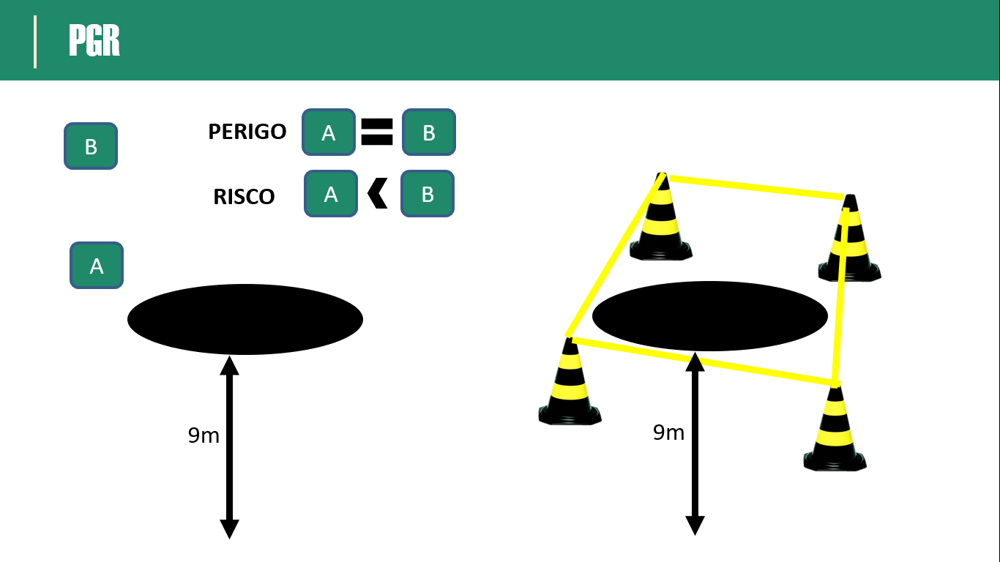 PGR
B
PERIGO A = B
RISCO A < B
A
9m
9m